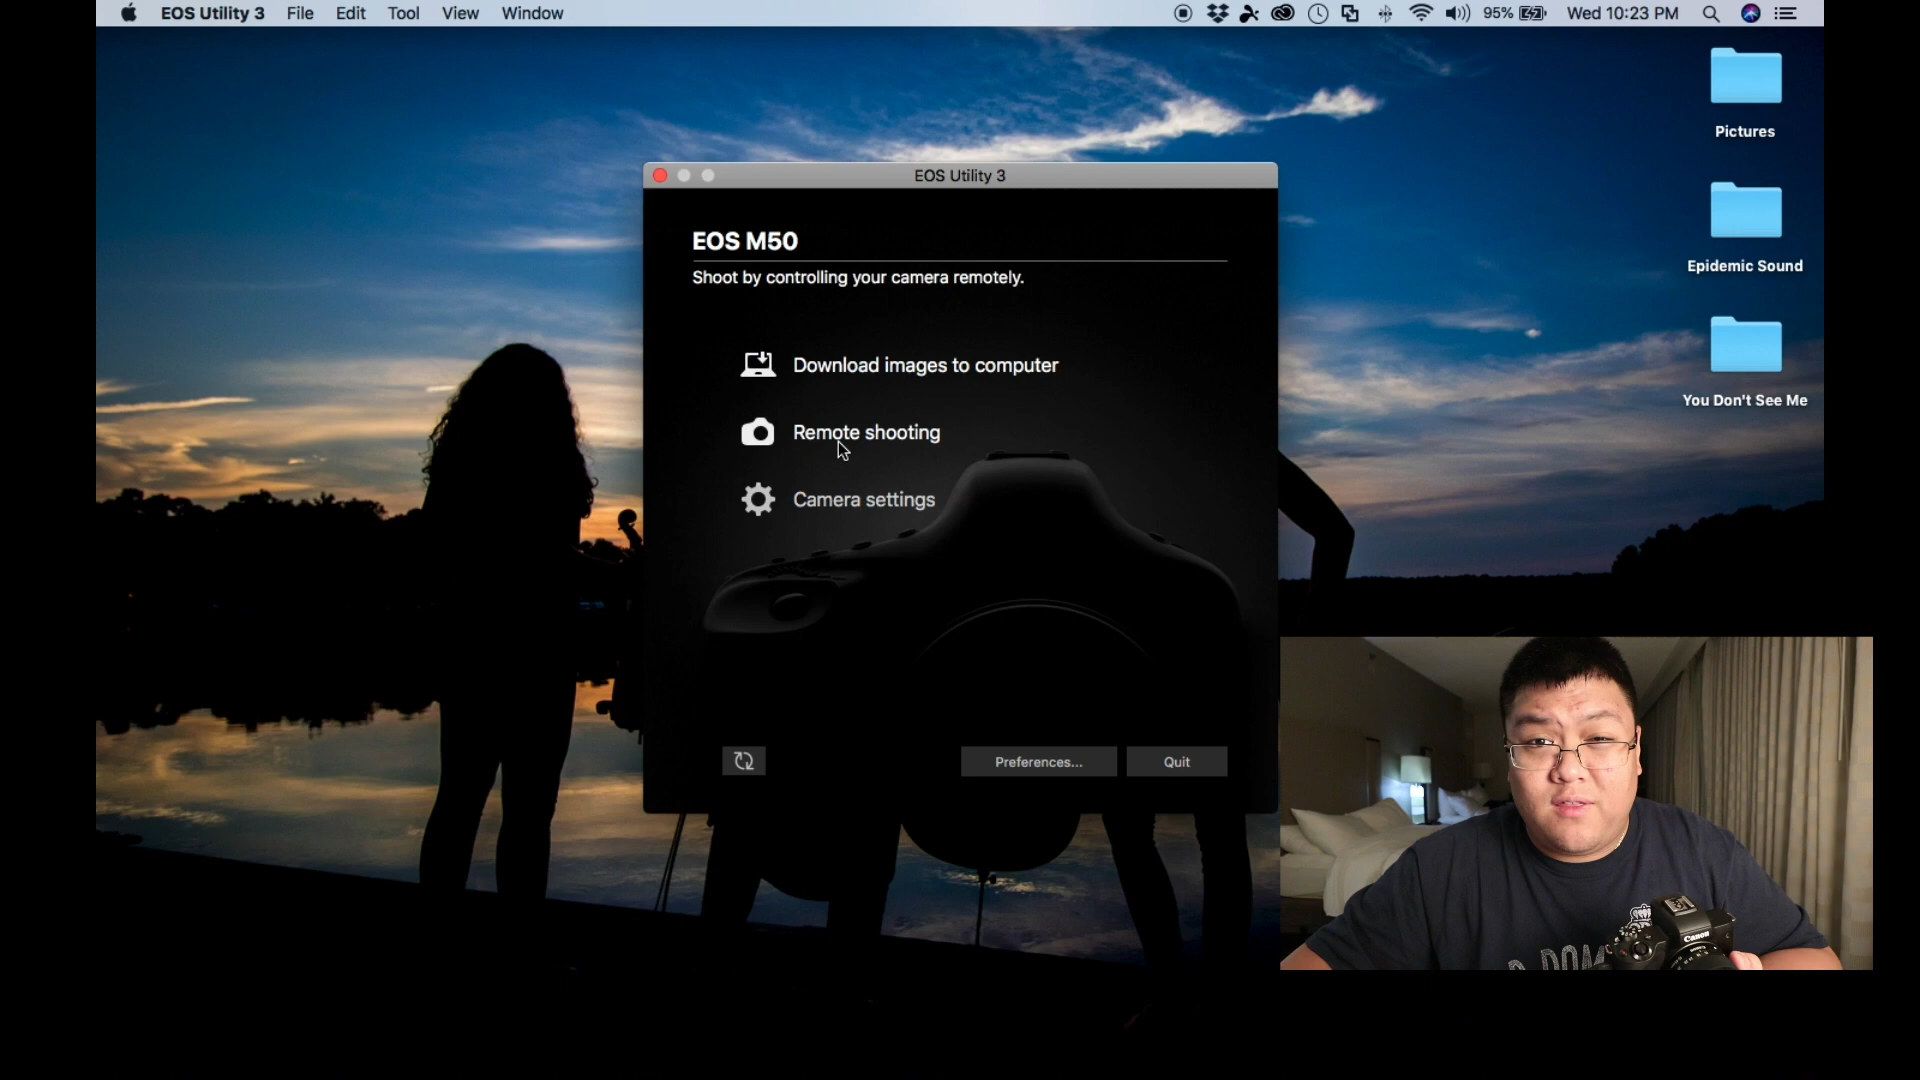 EOS Utility 3 File Edit Tool View Window 95% Wed 10:23 PM
Pictures
Epidemic Sound
You Don't See Me
EOS Utility 3
EOS M50
Shoot by controlling your camera remotely.
Download images to computer
Remote shooting
Camera settings
Preferences... Quit
Canon